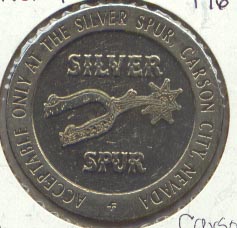 ACCEPTABLE ONLY AT THE SILVER SPUR, CARSON CITY, NEVADA
SILVER
SPUR